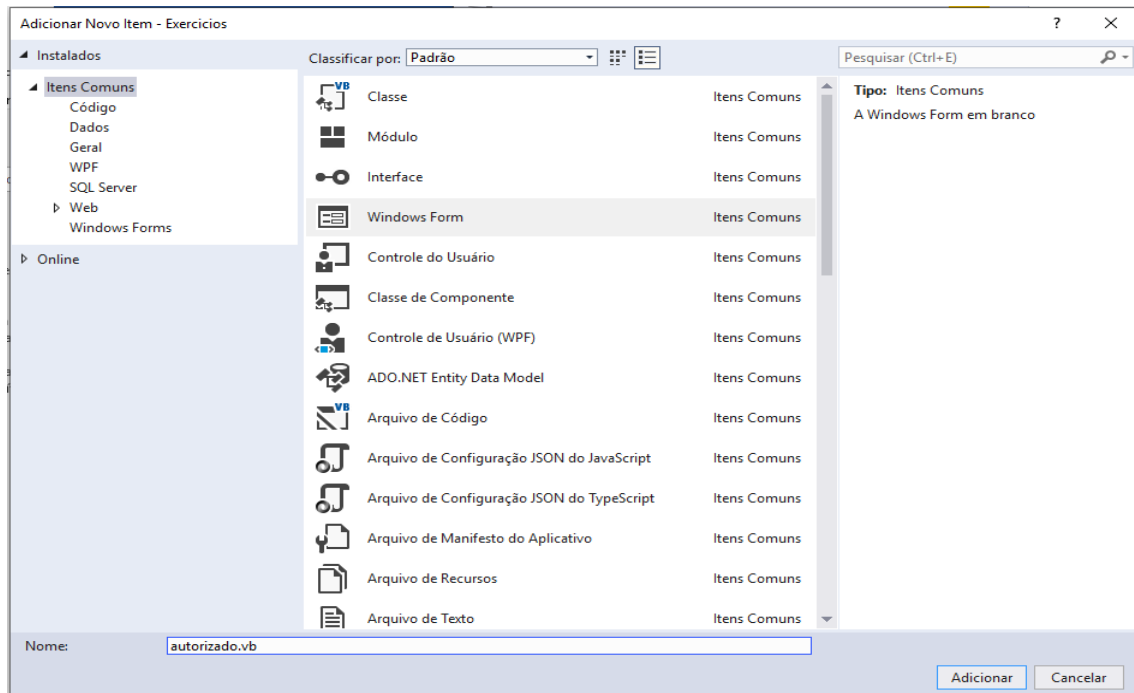 Adicionar Novo Item - Exercicios
?
Instalados
Classificar por: Padrão
Pesquisar (Ctrl+E)
Itens Comuns
Código
Dados
Geral
WPF
SQL Server
Web
Windows Forms
Online
VB Classe Itens Comuns
Módulo Itens Comuns
Interface Itens Comuns
Windows Form Itens Comuns
Controle do Usuário Itens Comuns
Classe de Componente Itens Comuns
Controle de Usuário (WPF) Itens Comuns
ADO.NET Entity Data Model Itens Comuns
VB Arquivo de Código Itens Comuns
Arquivo de Configuração JSON do JavaScript Itens Comuns
Arquivo de Configuração JSON do TypeScript Itens Comuns
Arquivo de Manifesto do Aplicativo Itens Comuns
Arquivo de Recursos Itens Comuns
Arquivo de Texto Itens Comuns
Tipo: Itens Comuns
A Windows Form em branco
Nome: autorizado.vb
Adicionar Cancelar